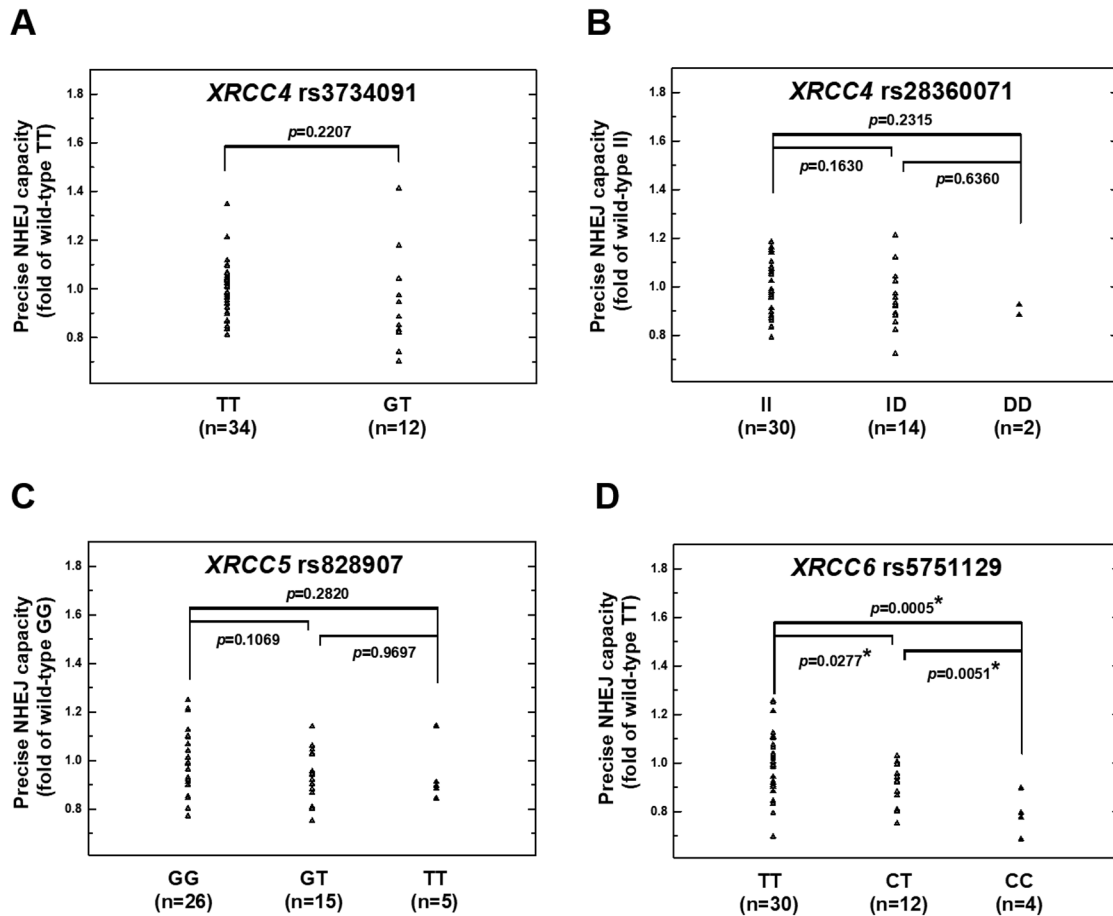 A
XRCC4 rs3734091
p=0.2207
Precise NHEJ capacity
(fold of wild-type TT)
1.8
1.6
1.4
1.2
1.0
0.8
TT
(n=34)
GT
(n=12)
B
XRCC4 rs28360071
p=0.2315
p=0.1630
p=0.6360
Precise NHEJ capacity
(fold of wild-type II)
1.8
1.6
1.4
1.2
1.0
0.8
II
(n=30)
ID
(n=14)
DD
(n=2)
C
XRCC5 rs828907
p=0.2820
p=0.1069
p=0.9697
Precise NHEJ capacity
(fold of wild-type GG)
1.8
1.6
1.4
1.2
1.0
0.8
GG
(n=26)
GT
(n=15)
TT
(n=5)
D
XRCC6 rs5751129
p=0.0005*
p=0.0277*
p=0.0051*
Precise NHEJ capacity
(fold of wild-type TT)
1.8
1.6
1.4
1.2
1.0
0.8
TT
(n=30)
CT
(n=12)
CC
(n=4)